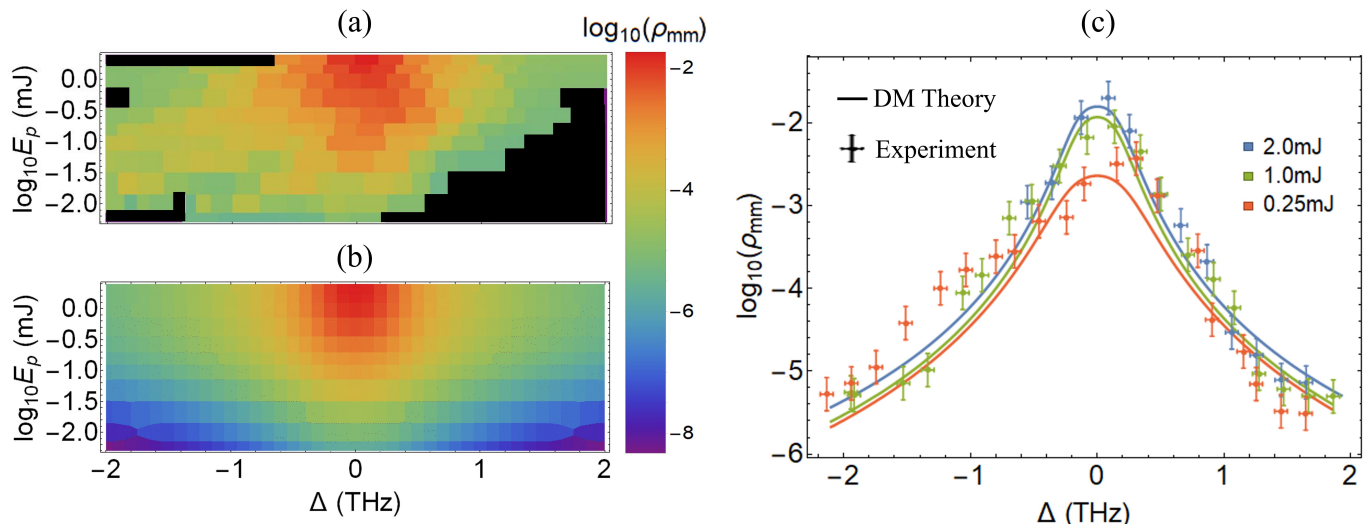 (a)
log₁₀(ρmm)
log₁₀Eₚ (mJ)
0.0
−0.5
−1.0
−1.5
−2.0
−2
−4
−6
−8
(b)
log₁₀Eₚ (mJ)
0.0
−0.5
−1.0
−1.5
−2.0
−2 −1 0 1 2
Δ (THz)
(c)
DM Theory
Experiment
2.0mJ
1.0mJ
0.25mJ
log₁₀(ρmm)
−2
−3
−4
−5
−6
−2 −1 0 1 2
Δ (THz)